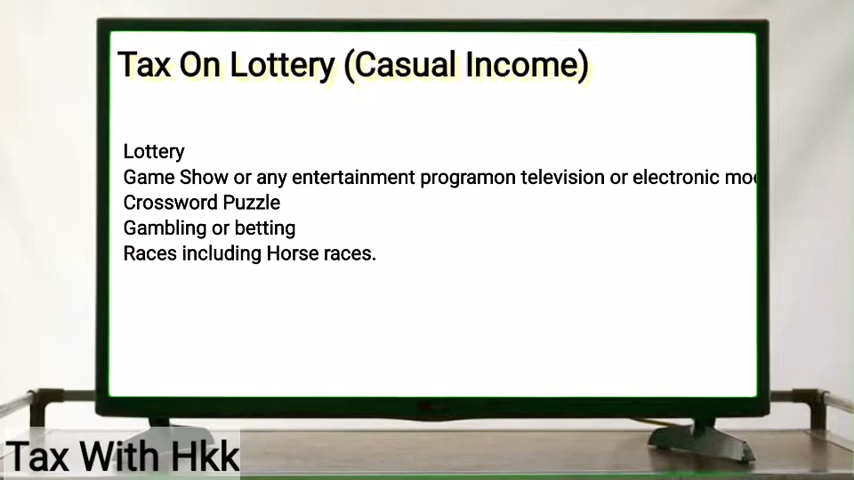 Tax On Lottery (Casual Income)
Lottery
Game Show or any entertainment programon television or electronic
Crossword Puzzle
Gambling or betting
Races including Horse races.
Tax With Hkk